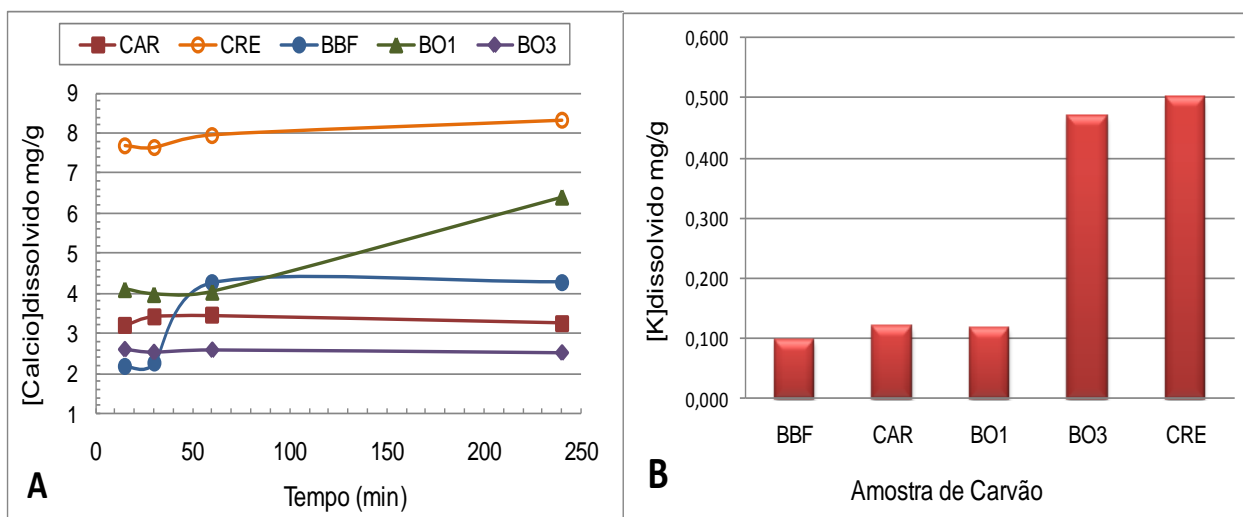 CAR CRE BBF BO1 BO3
[Calcio]dissolvido mg/g
9
8
7
6
5
4
3
2
1
0 50 100 150 200 250
Tempo (min)
A
[K]dissolvido mg/g
0,600
0,500
0,400
0,300
0,200
0,100
0,000
BBF CAR BO1 BO3 CRE
Amostra de Carvão
B